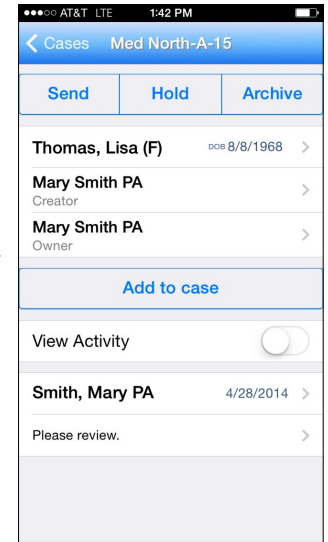 AT&T LTE 1:42 PM
Cases Med North-A-15
Send Hold Archive
Thomas, Lisa (F) DOB 8/8/1968
Mary Smith PA
Creator
Mary Smith PA
Owner
Add to case
View Activity
Smith, Mary PA 4/28/2014
Please review.